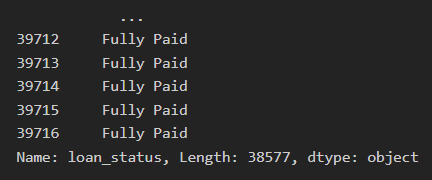 ...
39712 Fully Paid
39713 Fully Paid
39714 Fully Paid
39715 Fully Paid
39716 Fully Paid
Name: loan_status, Length: 38577, dtype: object